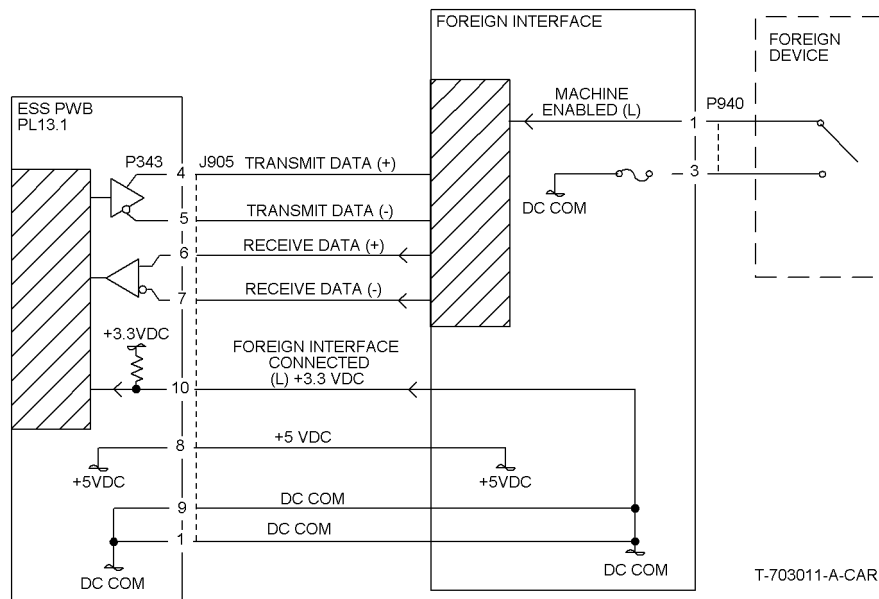 FOREIGN INTERFACE
FOREIGN
DEVICE
MACHINE
ENABLED (L)
1
P940
3
DC COM
ESS PWB
PL13.1
P343
4
J905
TRANSMIT DATA (+)
5
TRANSMIT DATA (-)
6
RECEIVE DATA (+)
7
RECEIVE DATA (-)
+3.3VDC
FOREIGN INTERFACE
CONNECTED
(L) +3.3 VDC
10
8
+5 VDC
+5VDC
+5VDC
9
DC COM
1
DC COM
DC COM
DC COM
T-703011-A-CAR